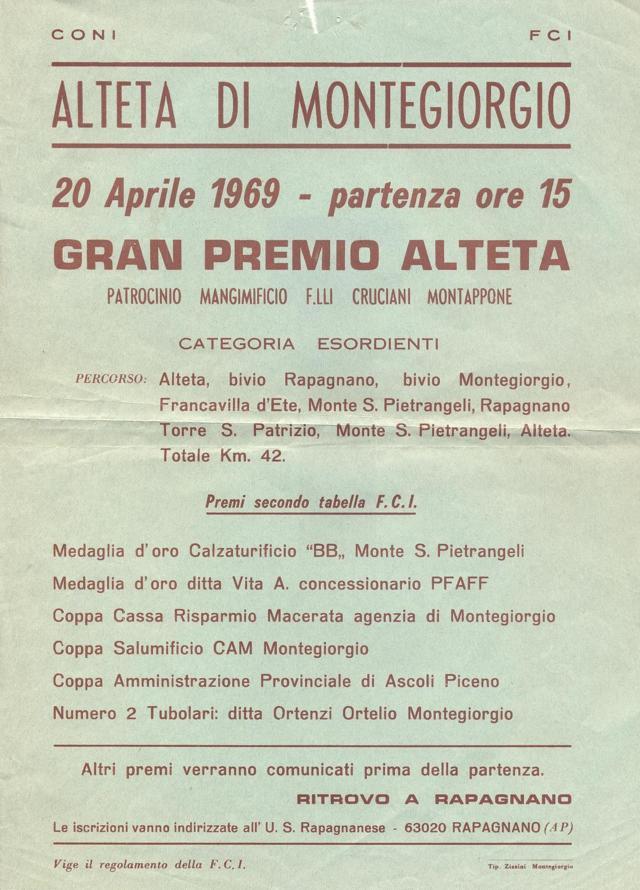 CONI FCI
ALTETA DI MONTEGIORGIO
20 Aprile 1969 - partenza ore 15
GRAN PREMIO ALTETA
PATROCINIO MANGIMIFICIO F.LLI CRUCIANI MONTAPPONE
CATEGORIA ESORDIENTI
PERCORSO: Alteta, bivio Rapagnano, bivio Montegiorgio,
Francavilla d'Ete, Monte S. Pietrangeli, Rapagnano
Torre S. Patrizio, Monte S. Pietrangeli, Alteta.
Totale Km. 42.
Premi secondo tabella F.C.I.
Medaglia d'oro Calzaturificio "BB„ Monte S. Pietrangeli
Medaglia d'oro ditta Vita A. concessionario PFAFF
Coppa Cassa Risparmio Macerata agenzia di Montegiorgio
Coppa Salumificio CAM Montegiorgio
Coppa Amministrazione Provinciale di Ascoli Piceno
Numero 2 Tubolari: ditta Ortenzi Ortelio Montegiorgio
Altri premi verranno comunicati prima della partenza.
RITROVO A RAPAGNANO
Le iscrizioni vanno indirizzate all' U. S. Rapagnanese - 63020 RAPAGNANO (AP)
Vige il regolamento della F.C.I. Tip. Zizzini Montegiorgio